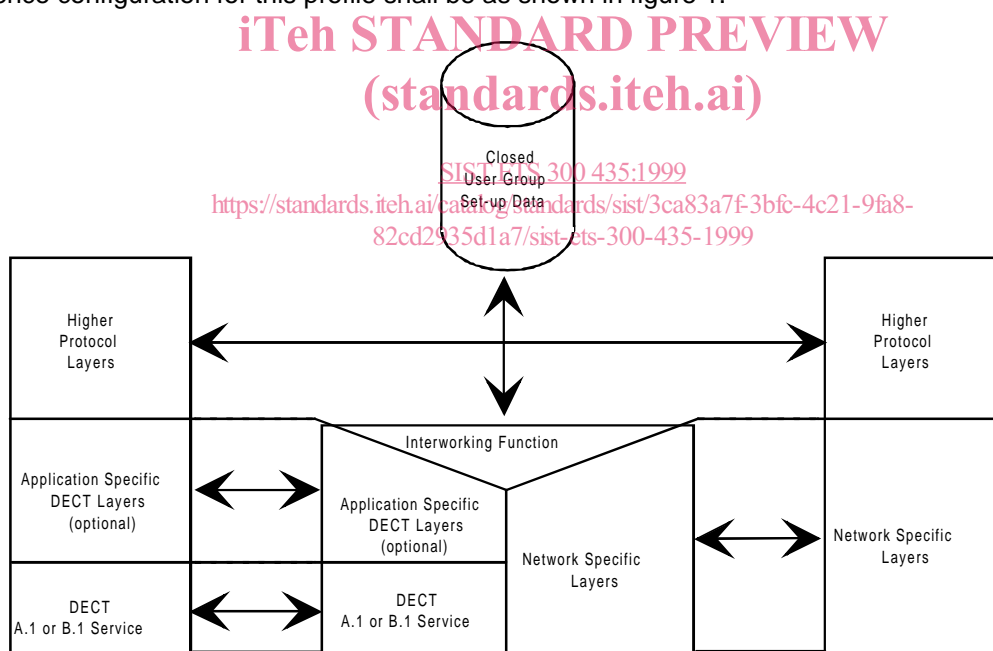 ence configuration for this profile shall be as shown in figure 1.
iTeh STANDARD PREVIEW
(standards.iteh.ai)
Closed
User Group
Set-up Data
SIST ETS 300 435:1999
https://standards.iteh.ai/catalog/standards/sist/3ca83a7f-3bfc-4c21-9fa8-
82cd2935d1a7/sist-ets-300-435-1999
Higher
Protocol
Layers
Higher
Protocol
Layers
Interworking Function
Application Specific
DECT Layers
(optional)
Application Specific
DECT Layers
(optional)
Network Specific
Layers
Network Specific
Layers
DECT
A.1 or B.1 Service
DECT
A.1 or B.1 Service